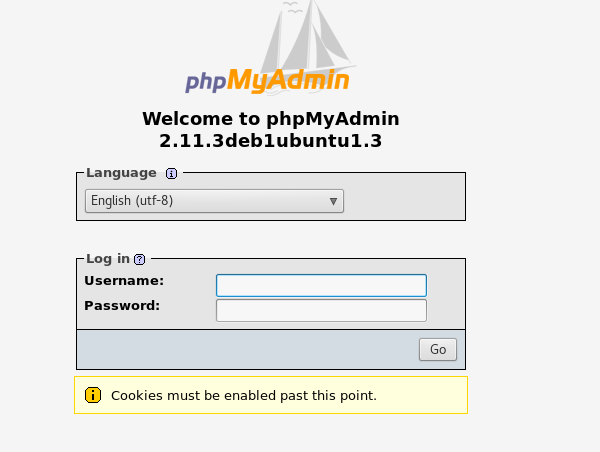 phpMyAdmin
Welcome to phpMyAdmin
2.11.3deb1ubuntu1.3
Language i
English (utf-8)
Log in ?
Username:
Password:
Go
i Cookies must be enabled past this point.